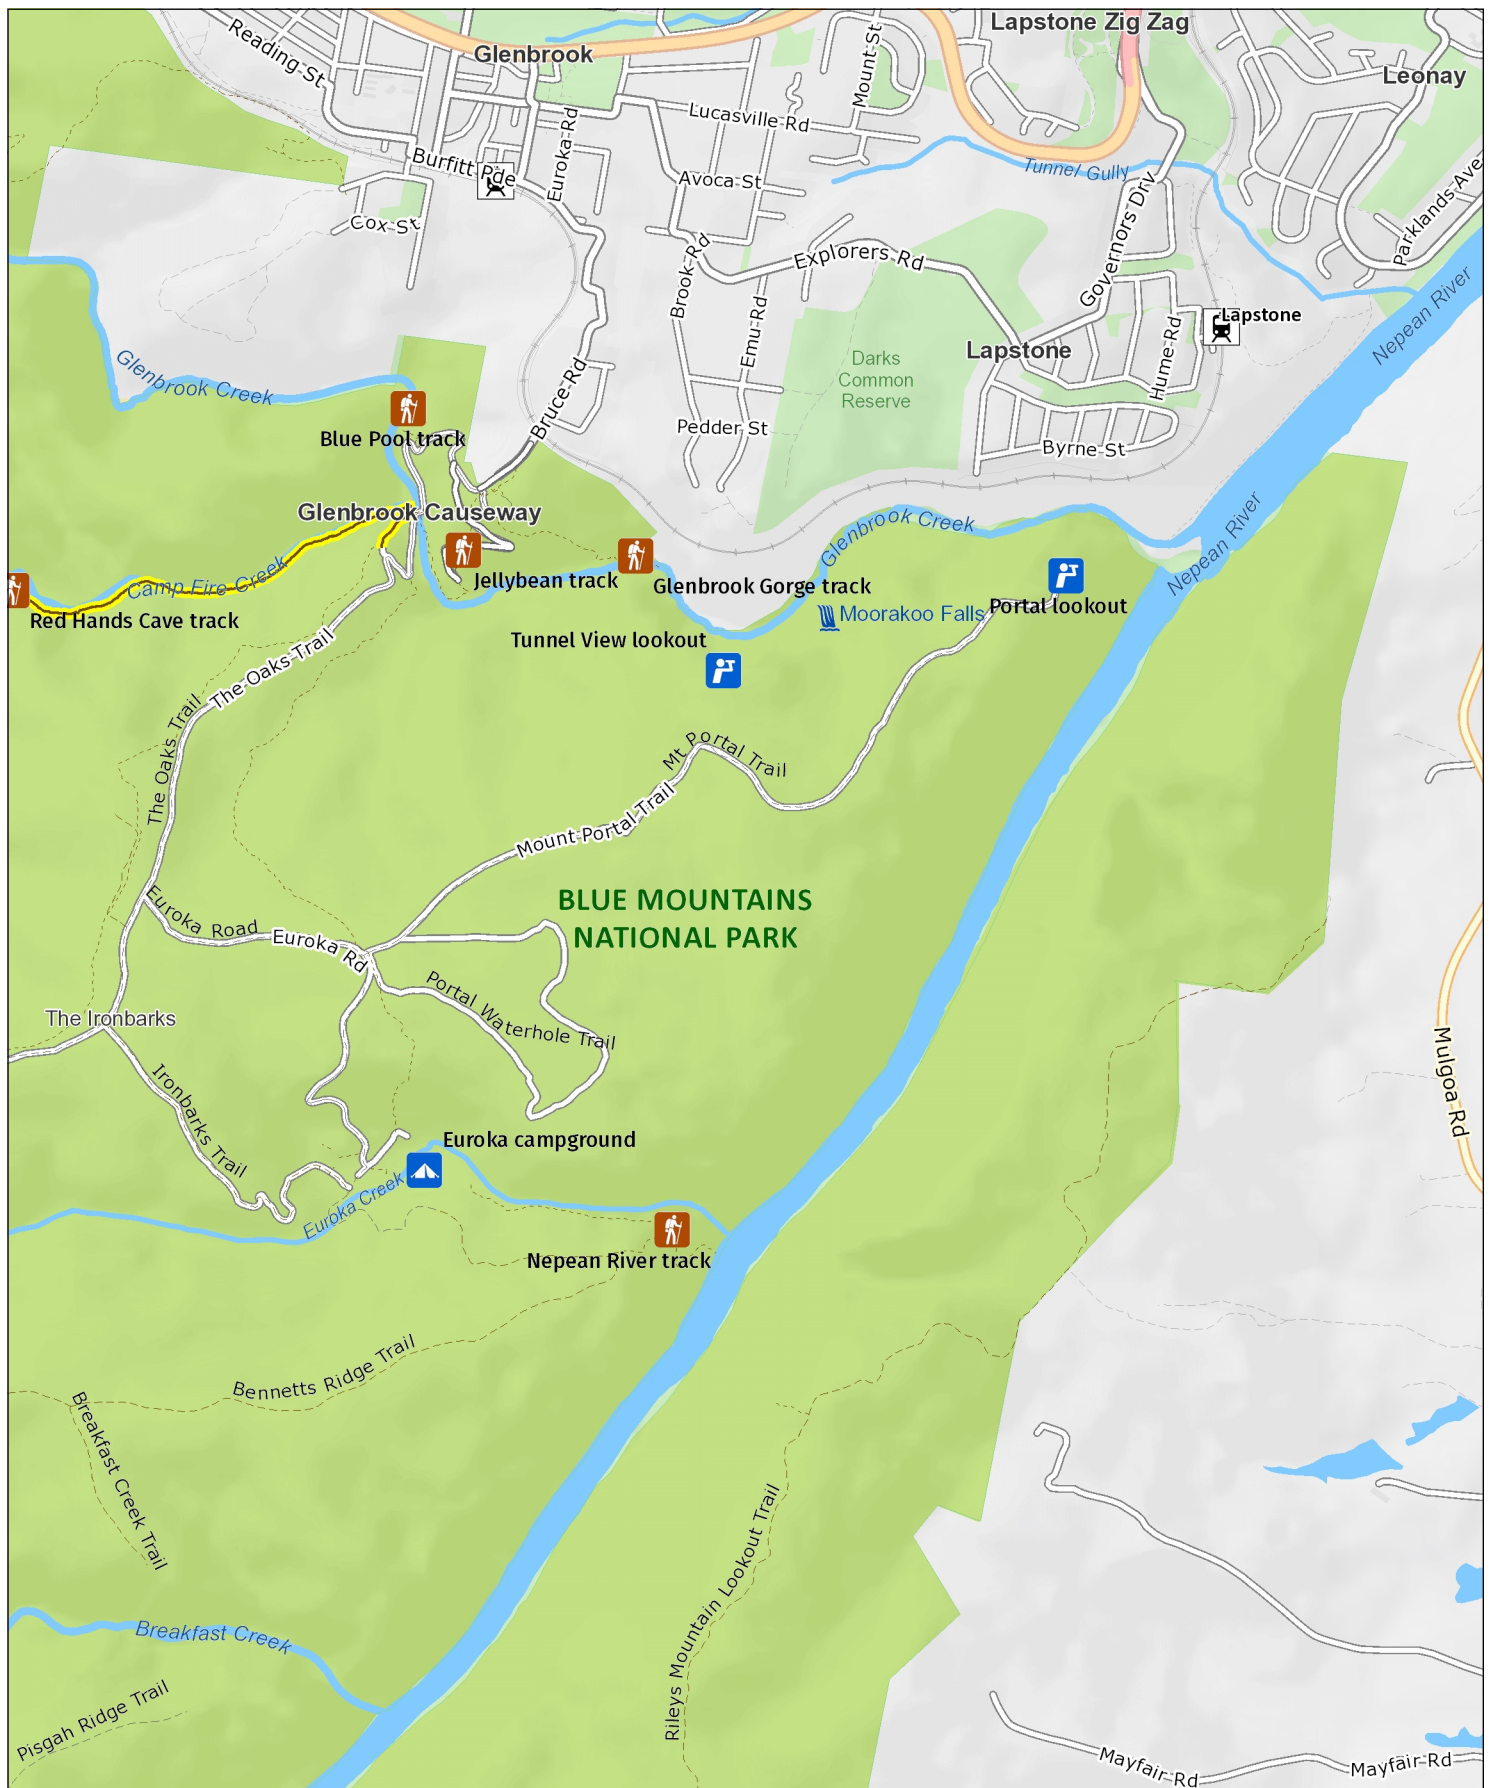 Lapstone Zig Zag
Glenbrook
Leonay
Reading St
Mount St
Lucasville Rd
Eureka Rd
Burfitt Pde
Tunnel Gully
Avoca St
Parklands Ave
Cox St
Governors Drv
Brook Rd
Explorers Rd
Nepean River
Emu Rd
Lapstone
Lapstone
Hume Rd
Darks
Common
Reserve
Glenbrook Creek
Bruce Rd
Pedder St
Blue Pool track
Byrne St
Glenbrook Causeway
Glenbrook Creek
Nepean River
Camp Fire Creek
Jellybean track
Glenbrook Gorge track
Red Hands Cave track
Moorakoo Falls
Portal lookout
Tunnel View lookout
The Oaks Trail
The Oaks Trail
Mt Portal Trail
Mount Portal Trail
BLUE MOUNTAINS
NATIONAL PARK
Euroka Road
Euroka Rd
Portal Waterhole Trail
The Ironbarks
Mulgoa Rd
Ironbarks Trail
Euroka campground
Euroka Creek
Nepean River track
Bennetts Ridge Trail
Breakfast Creek Trail
Rileys Mountain Lookout Trail
Breakfast Creek
Pisgah Ridge Trail
Mayfair Rd
Mayfair Rd